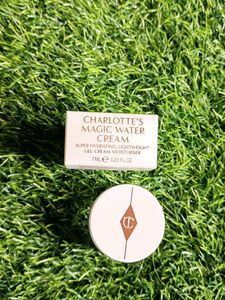 CHARLOTTE'S
MAGIC WATER
CREAM
SUPER HYDRATING, LIGHTWEIGHT
GEL-CREAM MOISTURISER
7ML ℮ 0.23 FL.OZ
CT